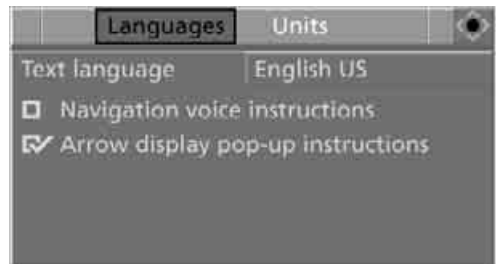 Languages Units
Text language English US
Navigation voice instructions
Arrow display pop-up instructions